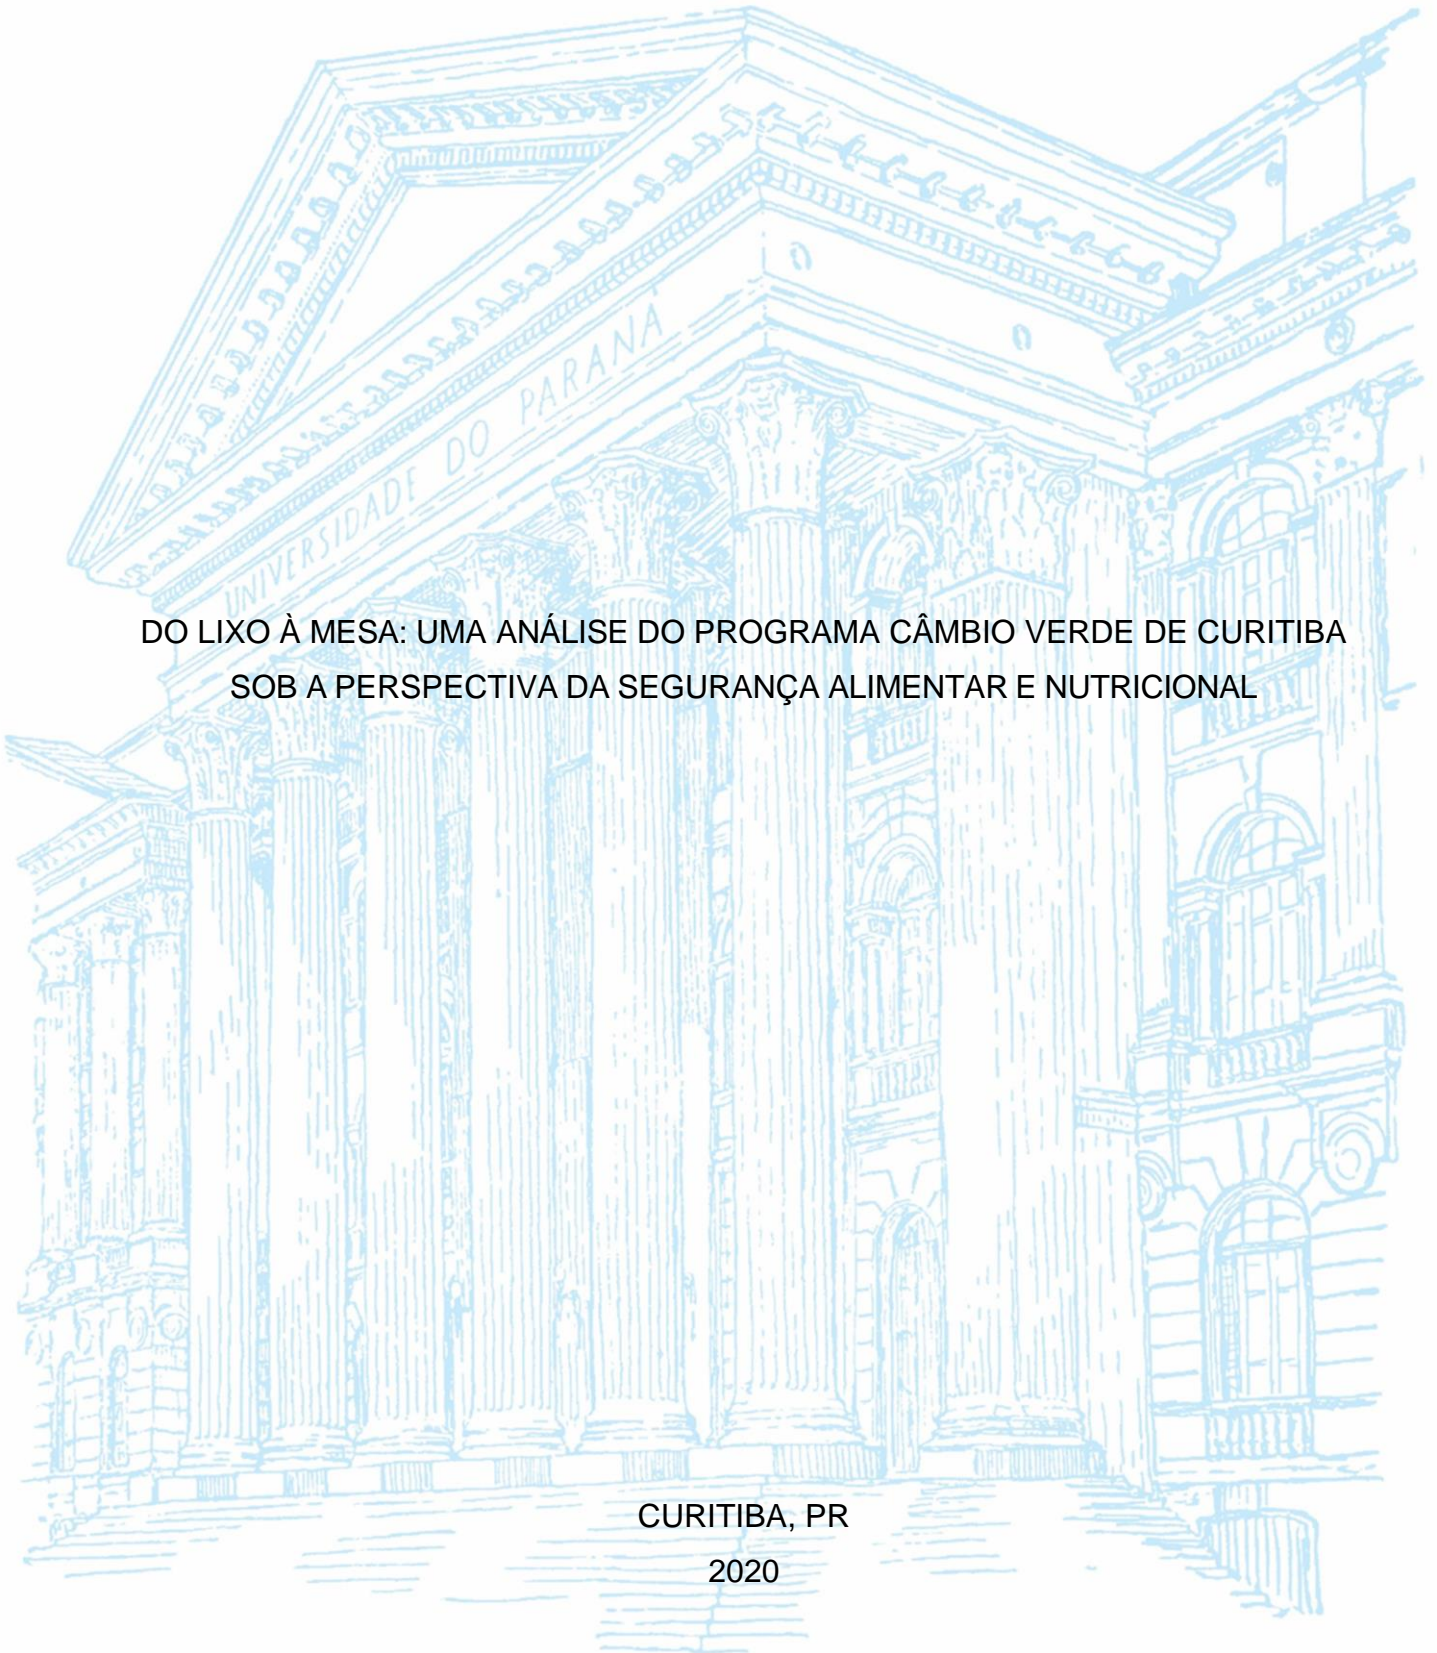 UNIVERSIDADE DO PARANÁ
DO LIXO À MESA: UMA ANÁLISE DO PROGRAMA CÂMBIO VERDE DE CURITIBA
SOB A PERSPECTIVA DA SEGURANÇA ALIMENTAR E NUTRICIONAL
CURITIBA, PR
2020